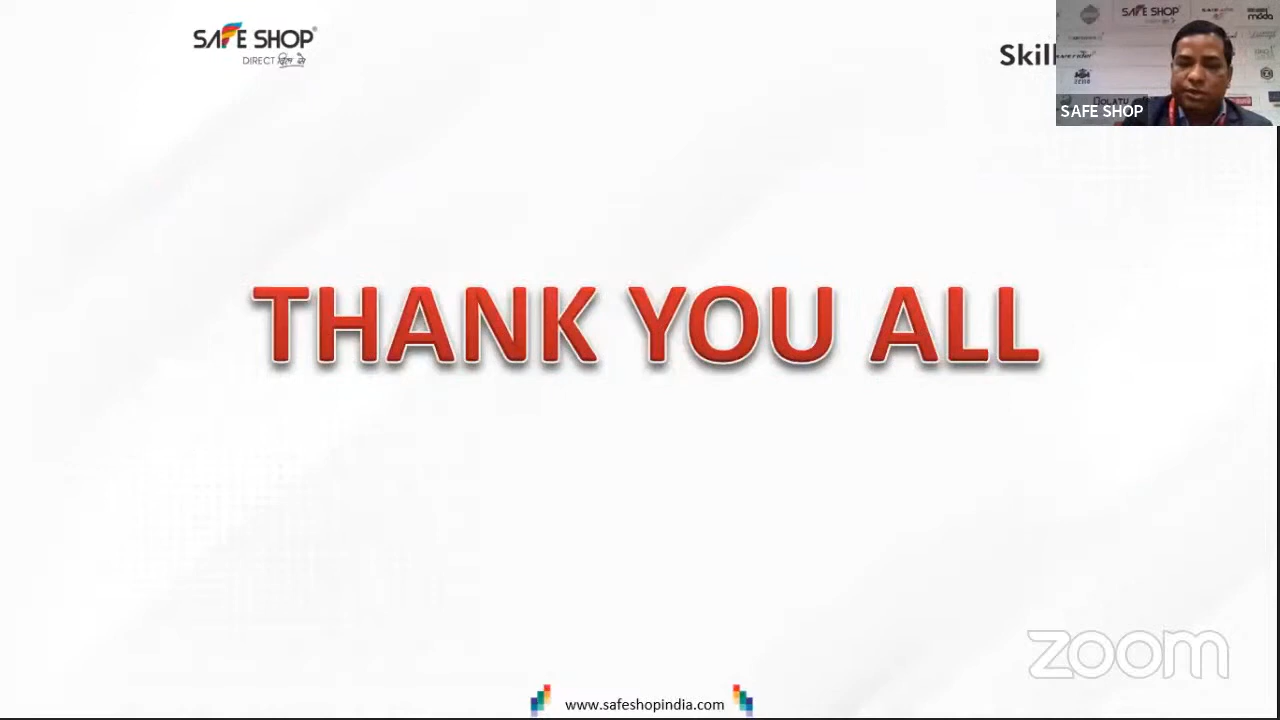 SAFE SHOP
DIRECT दिल से
Skill
SAFE SHOP
SAFE SHOP
THANK YOU ALL
zoom
www.safeshopindia.com